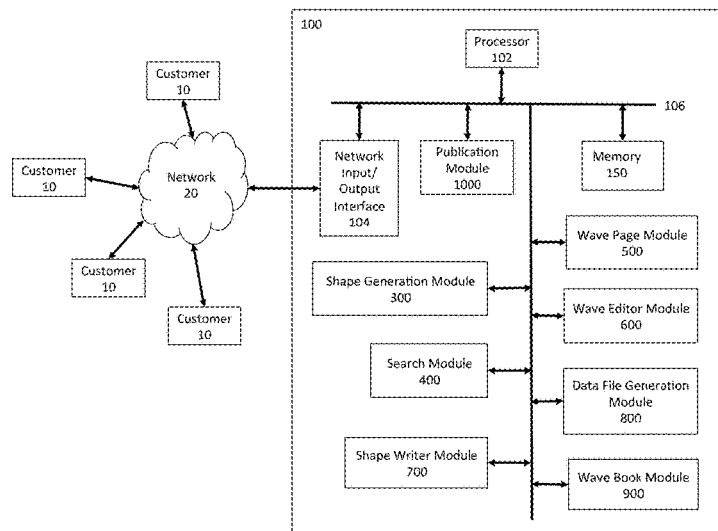 100
Processor
102
106
Customer
10
Customer
10
Network
20
Customer
10
Customer
10
Network
Input/
Output
Interface
104
Publication
Module
1000
Memory
150
Wave Page Module
500
Shape Generation Module
300
Wave Editor Module
600
Search Module
400
Data File Generation
Module
800
Shape Writer Module
700
Wave Book Module
900